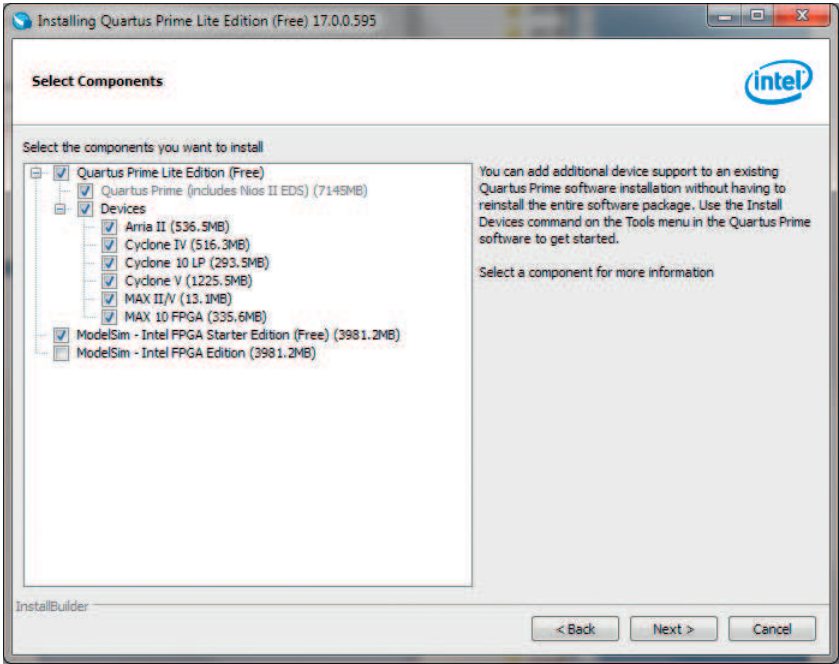 Installing Quartus Prime Lite Edition (Free) 17.0.0.595
Select Components
intel
Select the components you want to install
Quartus Prime Lite Edition (Free)
Quartus Prime (includes Nios II EDS) (7145MB)
Devices
Arria II (536.5MB)
Cyclone IV (516.3MB)
Cyclone 10 LP (293.5MB)
Cyclone V (1225.5MB)
MAX II/V (13.1MB)
MAX 10 FPGA (335.6MB)
ModelSim - Intel FPGA Starter Edition (Free) (3981.2MB)
ModelSim - Intel FPGA Edition (3981.2MB)
You can add additional device support to an existing
Quartus Prime software installation without having to
reinstall the entire software package. Use the Install
Devices command on the Tools menu in the Quartus Prime
software to get started.
Select a component for more information
InstallBuilder
< Back
Next >
Cancel